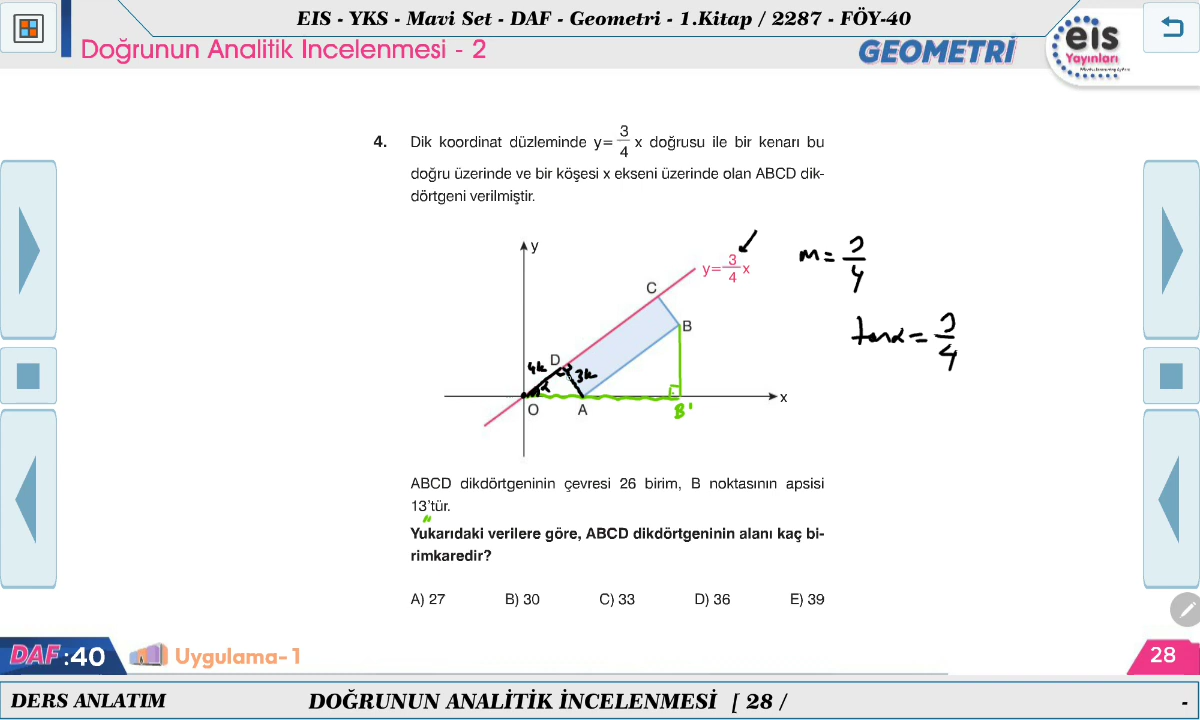 EIS - YKS - Mavi Set - DAF - Geometri - 1.Kitap / 2287 - FÖY-40
Doğrunun Analitik İncelenmesi - 2
GEOMETRİ
eis
Yayınları
4. Dik koordinat düzleminde y= 3/4 x doğrusu ile bir kenarı bu
doğru üzerinde ve bir köşesi x ekseni üzerinde olan ABCD dik-
dörtgeni verilmiştir.
y
y= 3/4 x
m = 3/4
C
tanα = 3/4
B
D
4k
3k
α
x
O
A
B'
ABCD dikdörtgeninin çevresi 26 birim, B noktasının apsisi
13'tür.
Yukarıdaki verilere göre, ABCD dikdörtgeninin alanı kaç bi-
rimkaredir?
A) 27 B) 30 C) 33 D) 36 E) 39
DAF:40
Uygulama-1
28
DERS ANLATIM
DOĞRUNUN ANALİTİK İNCELENMESİ [ 28 /
-